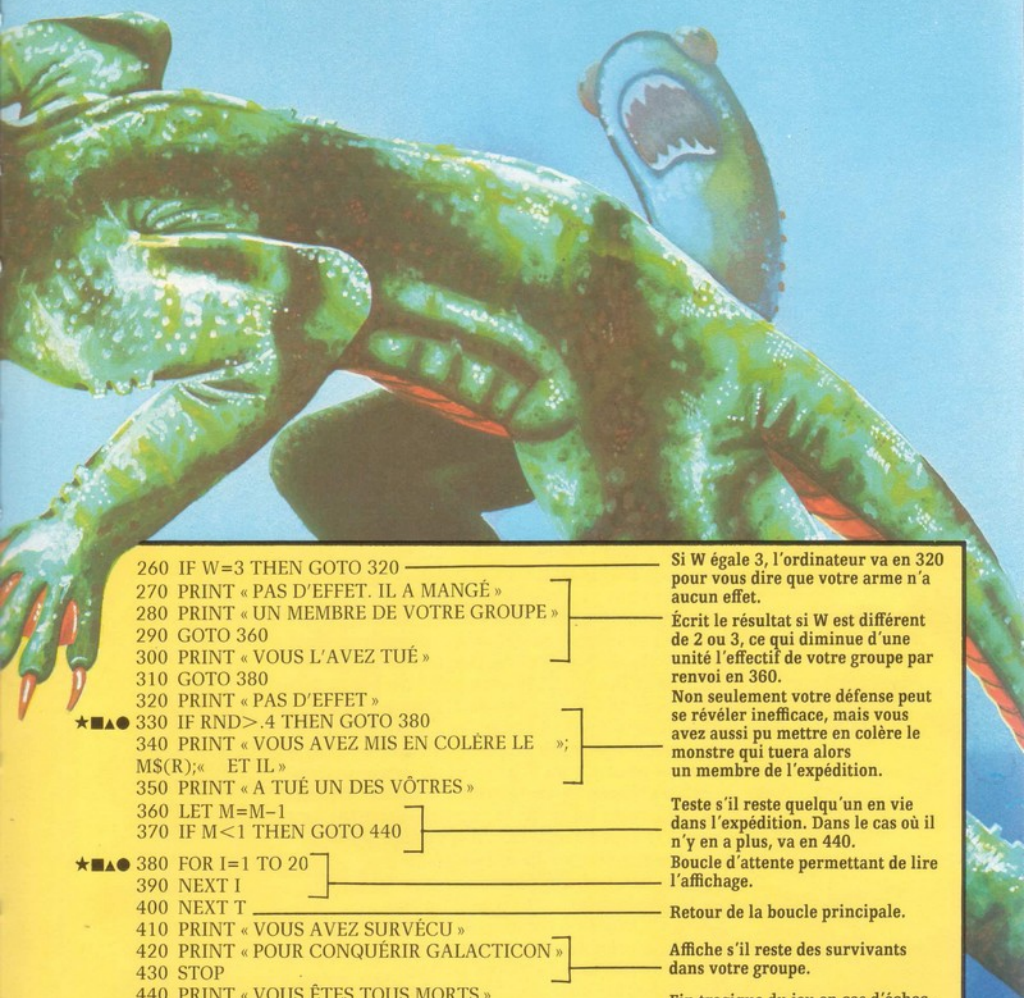 260 IF W=3 THEN GOTO 320
270 PRINT « PAS D'EFFET. IL A MANGÉ »
280 PRINT « UN MEMBRE DE VOTRE GROUPE »
290 GOTO 360
300 PRINT « VOUS L'AVEZ TUÉ »
310 GOTO 380
320 PRINT « PAS D'EFFET »
★■▲● 330 IF RND>.4 THEN GOTO 380
340 PRINT « VOUS AVEZ MIS EN COLÈRE LE »;
M$(R);« ET IL »
350 PRINT « A TUÉ UN DES VÔTRES »
360 LET M=M-1
370 IF M<1 THEN GOTO 440
★■▲● 380 FOR I=1 TO 20
390 NEXT I
400 NEXT T
410 PRINT « VOUS AVEZ SURVÉCU »
420 PRINT « POUR CONQUÉRIR GALACTICON »
430 STOP
440 PRINT « VOUS ÊTES TOUS MORTS »
Si W égale 3, l'ordinateur va en 320
pour vous dire que votre arme n'a
aucun effet.
Écrit le résultat si W est différent
de 2 ou 3, ce qui diminue d'une
unité l'effectif de votre groupe par
renvoi en 360.
Non seulement votre défense peut
se révéler inefficace, mais vous
avez aussi pu mettre en colère le
monstre qui tuera alors
un membre de l'expédition.
Teste s'il reste quelqu'un en vie
dans l'expédition. Dans le cas où il
n'y en a plus, va en 440.
Boucle d'attente permettant de lire
l'affichage.
Retour de la boucle principale.
Affiche s'il reste des survivants
dans votre groupe.